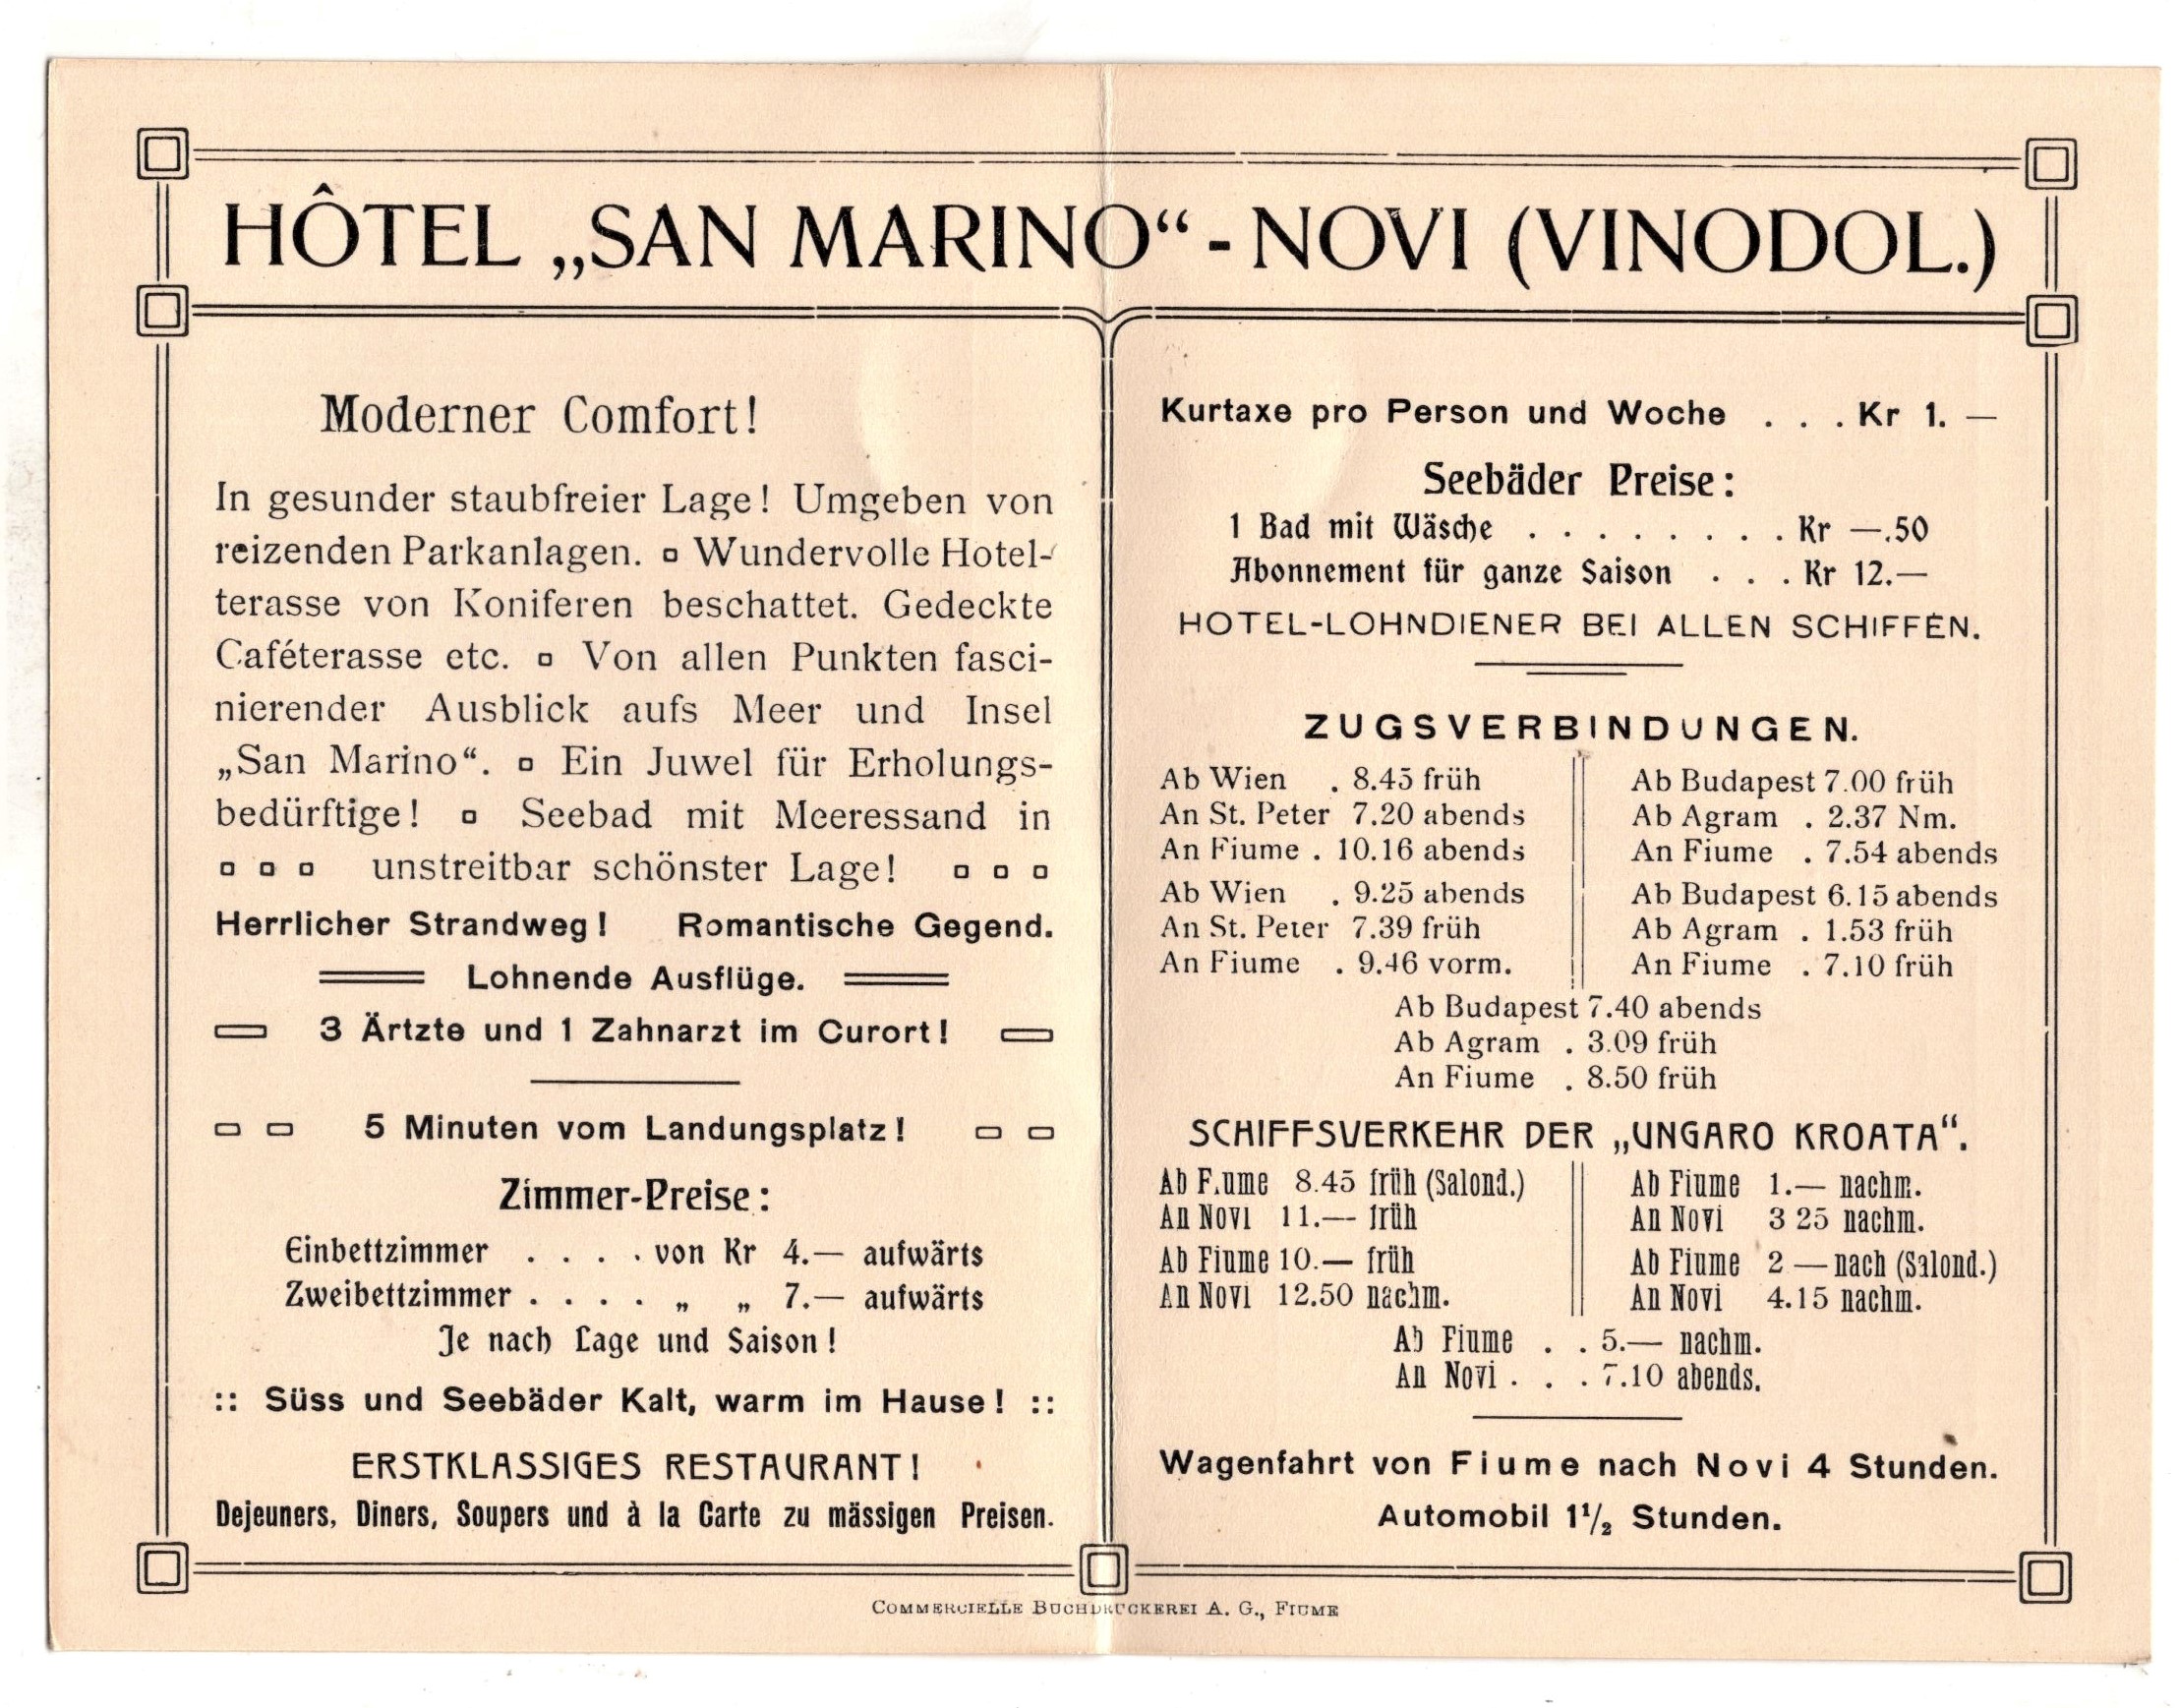 HÔTEL „SAN MARINO“ - NOVI (VINODOL.)
Moderner Comfort!
In gesunder staubfreier Lage! Umgeben von
reizenden Parkanlagen. ▫ Wundervolle Hotel-
terasse von Koniferen beschattet. Gedeckte
Caféterasse etc. ▫ Von allen Punkten fasci-
nierender Ausblick aufs Meer und Insel
„San Marino“. ▫ Ein Juwel für Erholungs-
bedürftige! ▫ Seebad mit Meeressand in
▫ ▫ ▫ unstreitbar schönster Lage! ▫ ▫ ▫
Herrlicher Strandweg! Romantische Gegend.
Lohnende Ausflüge.
3 Ärtzte und 1 Zahnarzt im Curort!
5 Minuten vom Landungsplatz!
Zimmer-Preise:
Einbettzimmer . . . . von Kr 4.— aufwärts
Zweibettzimmer . . . . „ „ 7.— aufwärts
Je nach Lage und Saison!
:: Süss und Seebäder Kalt, warm im Hause! ::
ERSTKLASSIGES RESTAURANT!
Dejeuners, Diners, Soupers und à la Carte zu mässigen Preisen.
Kurtaxe pro Person und Woche . . . Kr 1. —
Seebäder Preise:
1 Bad mit Wäsche . . . . . . . . Kr —.50
Abonnement für ganze Saison . . . Kr 12.—
HOTEL-LOHNDIENER BEI ALLEN SCHIFFEN.
ZUGSVERBINDUNGEN.
Ab Wien . 8.45 früh
An St. Peter 7.20 abends
An Fiume . 10.16 abends
Ab Wien . 9.25 abends
An St. Peter 7.39 früh
An Fiume . 9.46 vorm.
Ab Budapest 7.00 früh
Ab Agram . 2.37 Nm.
An Fiume . 7.54 abends
Ab Budapest 6.15 abends
Ab Agram . 1.53 früh
An Fiume . 7.10 früh
Ab Budapest 7.40 abends
Ab Agram . 3.09 früh
An Fiume . 8.50 früh
SCHIFFSVERKEHR DER „UNGARO KROATA“.
Ab Fiume 8.45 früh (Salond.)
An Novi 11.— früh
Ab Fiume 10.— früh
An Novi 12.50 nachm.
Ab Fiume 1.— nachm.
An Novi 3 25 nachm.
Ab Fiume 2 — nach (Salond.)
An Novi 4.15 nachm.
Ab Fiume . . 5.— nachm.
An Novi . . . 7.10 abends.
Wagenfahrt von Fiume nach Novi 4 Stunden.
Automobil 1½ Stunden.
COMMERCIELLE BUCHDRUCKEREI A. G., FIUME